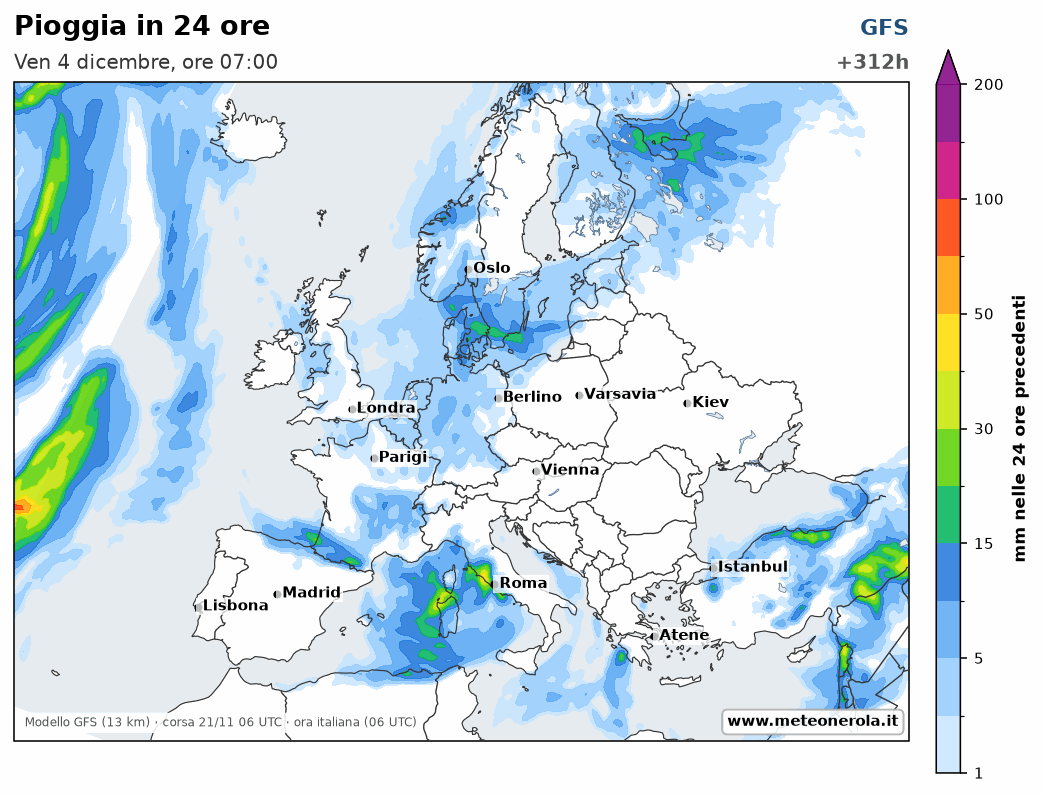 Pioggia in 24 ore
GFS
Ven 4 dicembre, ore 07:00
+312h
200
100
50
30
15
5
1
mm nelle 24 ore precedenti
Oslo
Berlino
Varsavia
Kiev
Londra
Parigi
Vienna
Istanbul
Roma
Madrid
Lisbona
Atene
Modello GFS (13 km) · corsa 21/11 06 UTC · ora italiana (06 UTC)
www.meteonerola.it